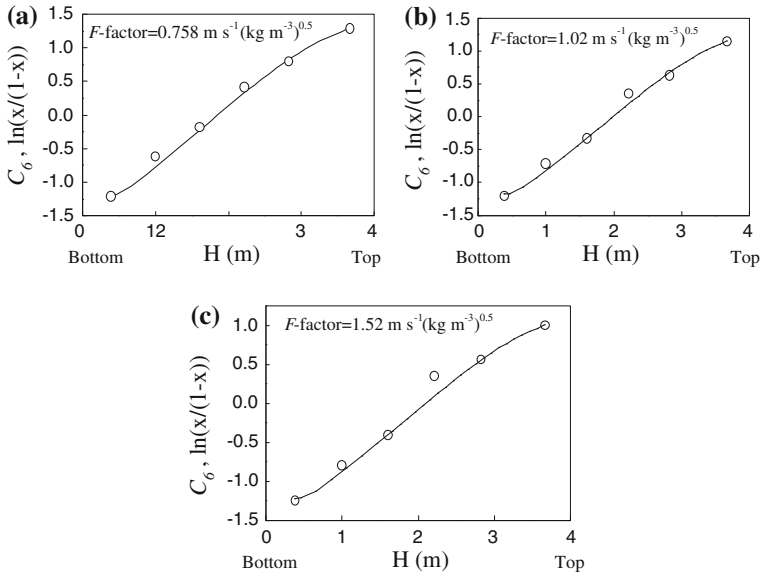 (a)
F-factor=0.758 m s⁻¹(kg m⁻³)⁰·⁵
C₆ , ln(x/(1-x))
1.5
1.0
0.5
0.0
-0.5
-1.0
-1.5
0 12 3 4
Bottom H (m) Top
(b)
F-factor=1.02 m s⁻¹(kg m⁻³)⁰·⁵
C₆ , ln(x/(1-x))
1.5
1.0
0.5
0.0
-0.5
-1.0
-1.5
0 1 2 3 4
Bottom H (m) Top
(c)
F-factor=1.52 m s⁻¹(kg m⁻³)⁰·⁵
C₆ , ln(x/(1-x))
1.0
0.5
0.0
-0.5
-1.0
-1.5
0 1 2 3 4
Bottom H (m) Top